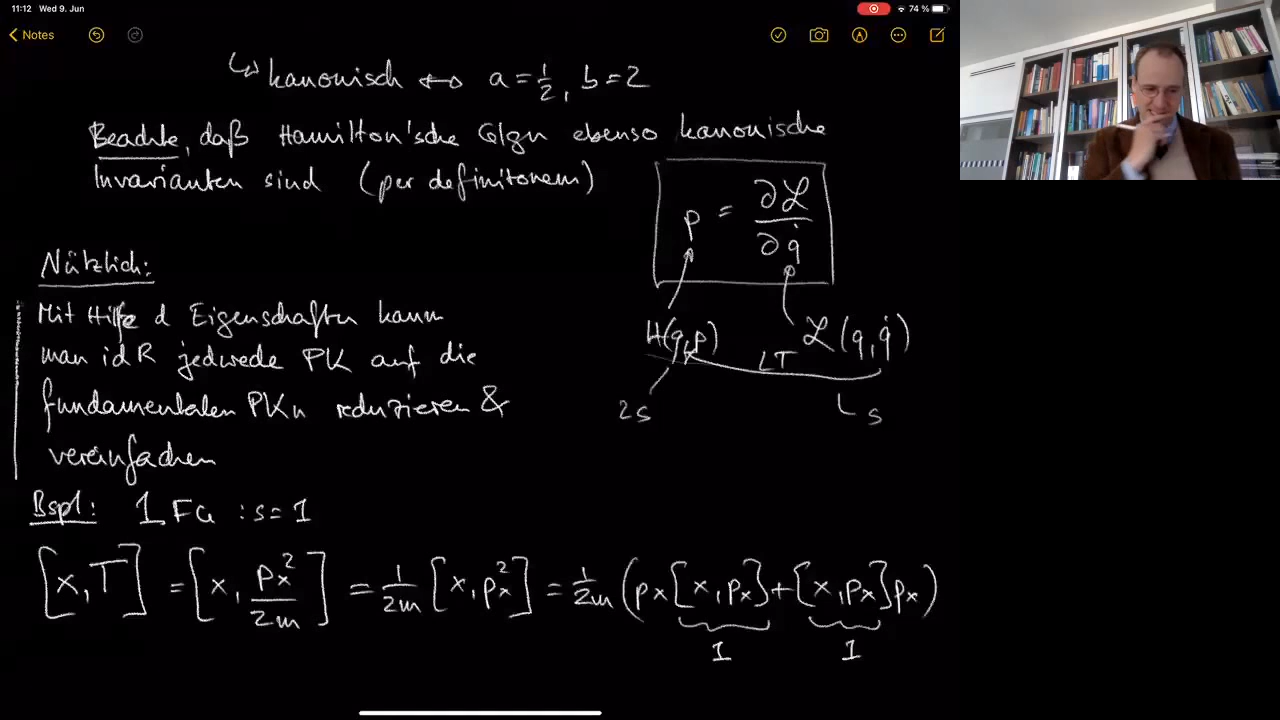 11:12 Wed 9. Jun
74 %
Notes
↳ kanonisch ↔ a = 1/2, b = 2
Beachte, daß Hamilton'sche Glgn ebenso kanonische
Invarianten sind (per definitonem)
p = ∂ℒ/∂q̇
Nützlich:
Mit Hilfe d Eigenschaften kann
man idR jedwede PK auf die
fundamentalen PKn reduzieren &
vereinfachen
H(q,p) ℒ(q,q̇)
LT
2s s
Bspl: 1 FG : s=1
[x,T] = [x, px²/2m] = 1/2m [x,px²] = 1/2m (px[x,px]+[x,px]px)
1 1